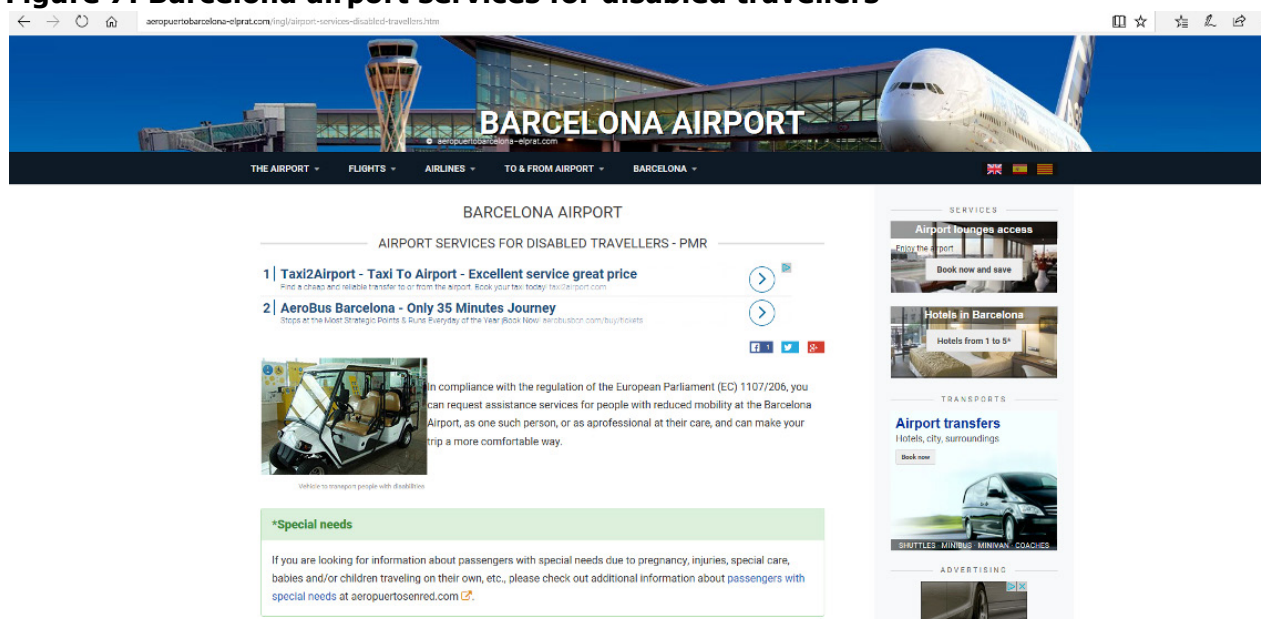 Figure 7: Barcelona airport services for disabled travellers
aeropuertobarcelona-elprat.com/ingl/airport-services-disabled-travellers.htm
BARCELONA AIRPORT
© aeropuertobarcelona-elprat.com
THE AIRPORT
FLIGHTS
AIRLINES
TO & FROM AIRPORT
BARCELONA
BARCELONA AIRPORT
AIRPORT SERVICES FOR DISABLED TRAVELLERS - PMR
1 Taxi2Airport - Taxi To Airport - Excellent service great price
Find a cheap and reliable transfer to or from the airport. Book your taxi today! taxi2airport.com
2 AeroBus Barcelona - Only 35 Minutes Journey
Stops at the Most Strategic Points & Runs Everyday of the Year ¡Book Now! aerobusbcn.com/buy/tickets
1
In compliance with the regulation of the European Parliament (EC) 1107/206, you
can request assistance services for people with reduced mobility at the Barcelona
Airport, as one such person, or as aprofessional at their care, and can make your
trip a more comfortable way.
Vehicle to transport people with disabilities
*Special needs
If you are looking for information about passengers with special needs due to pregnancy, injuries, special care,
babies and/or children traveling on their own, etc., please check out additional information about passengers with
special needs at aeropuertosenred.com.
SERVICES
Airport lounges access
Enjoy the airport
Book now and save
Hotels in Barcelona
Hotels from 1 to 5*
TRANSPORTS
Airport transfers
Hotels, city, surroundings
Book now
SHUTTLES - MINIBUS - MINIVAN - COACHES
ADVERTISING